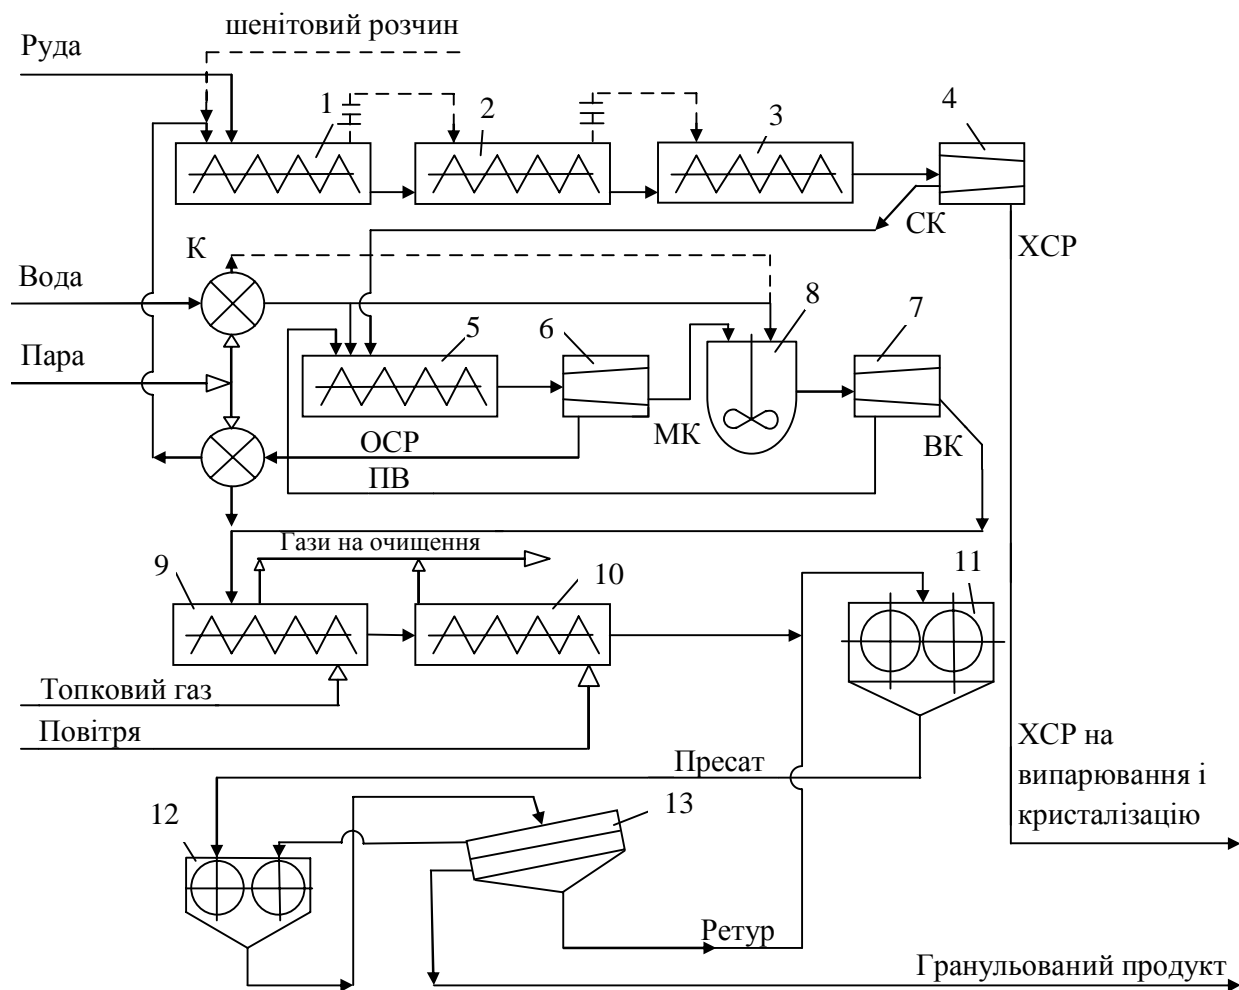 шенітовий розчин
Руда
1
2
3
4
СК
ХСР
К
Вода
Пара
5
6
8
7
ОСР
МК
ВК
ПВ
Гази на очищення
9
10
11
Топковий газ
Повітря
ХСР на
випарювання і
кристалізацію
Пресат
12
13
Ретур
Гранульований продукт